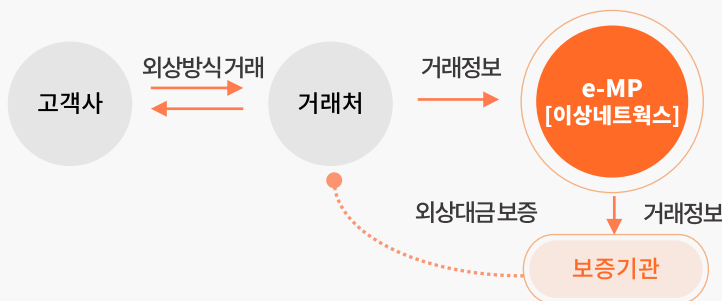 외상방식 거래
거래정보
고객사
거래처
e-MP
[이상네트웍스]
외상대금 보증
거래정보
보증기관